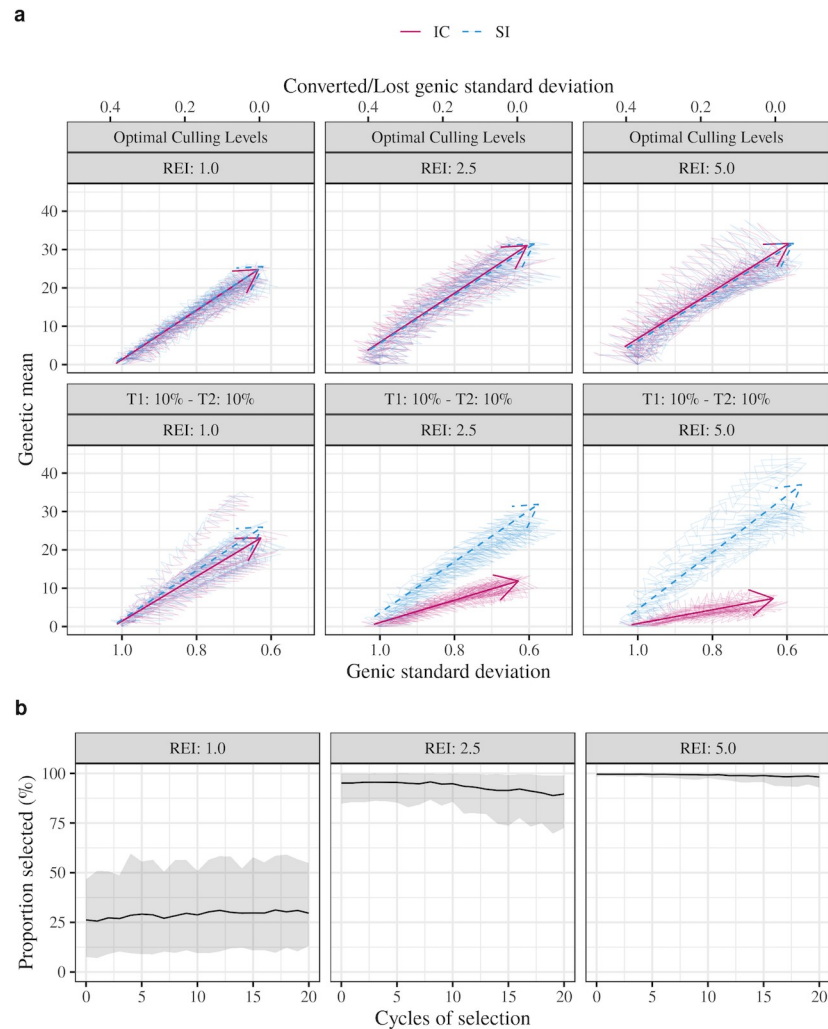 a
IC SI
Converted/Lost genic standard deviation
0.4 0.2 0.0 0.4 0.2 0.0 0.4 0.2 0.0
Optimal Culling Levels Optimal Culling Levels Optimal Culling Levels
REI: 1.0 REI: 2.5 REI: 5.0
40
30
20
10
0
Genetic mean
T1: 10% - T2: 10% T1: 10% - T2: 10% T1: 10% - T2: 10%
REI: 1.0 REI: 2.5 REI: 5.0
40
30
20
10
0
1.0 0.8 0.6 1.0 0.8 0.6 1.0 0.8 0.6
Genic standard deviation
b
REI: 1.0 REI: 2.5 REI: 5.0
Proportion selected (%)
100
75
50
25
0
0 5 10 15 20 0 5 10 15 20 0 5 10 15 20
Cycles of selection